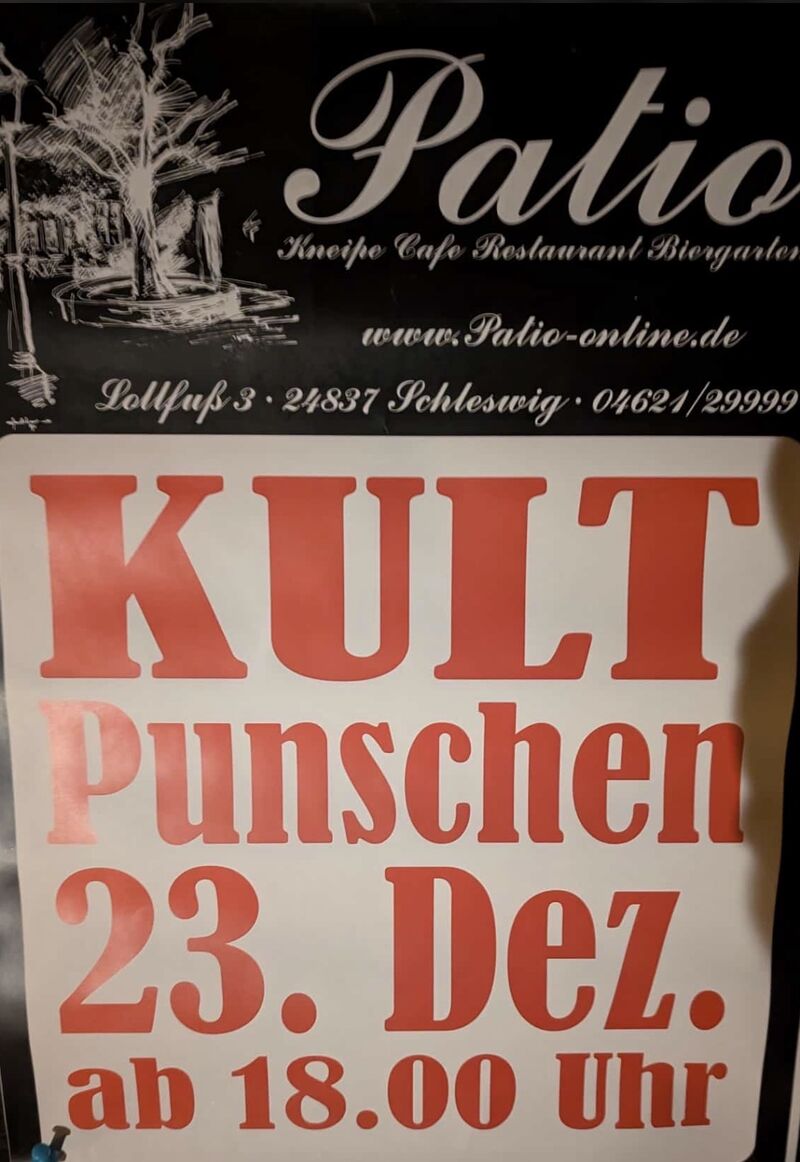 Patio
Kneipe Cafe Restaurant Biergarten
www.Patio-online.de
Lollfuß 3 · 24837 Schleswig · 04621/29999
KULT
Punschen
23. Dez.
ab 18.00 Uhr